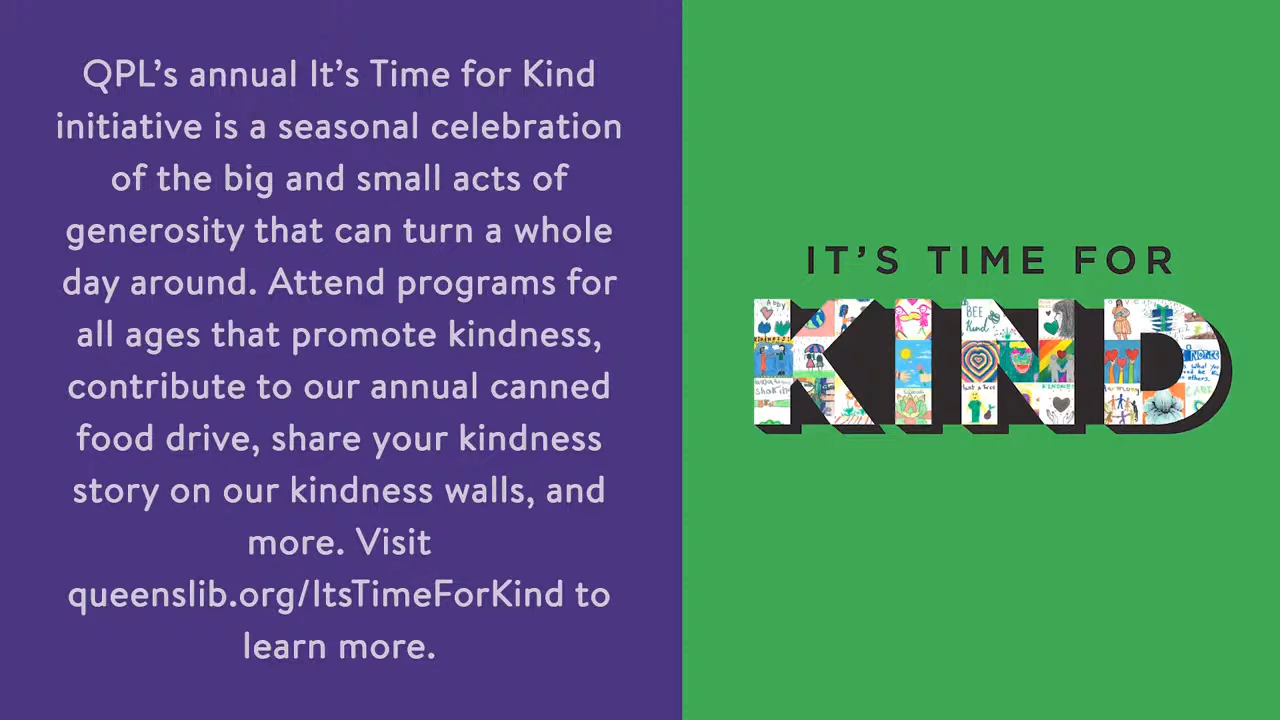 QPL’s annual It’s Time for Kind
initiative is a seasonal celebration
of the big and small acts of
generosity that can turn a whole
day around. Attend programs for
all ages that promote kindness,
contribute to our annual canned
food drive, share your kindness
story on our kindness walls, and
more. Visit
queenslib.org/ItsTimeForKind to
learn more.
IT’S TIME FOR
KIND
BEE
Kind